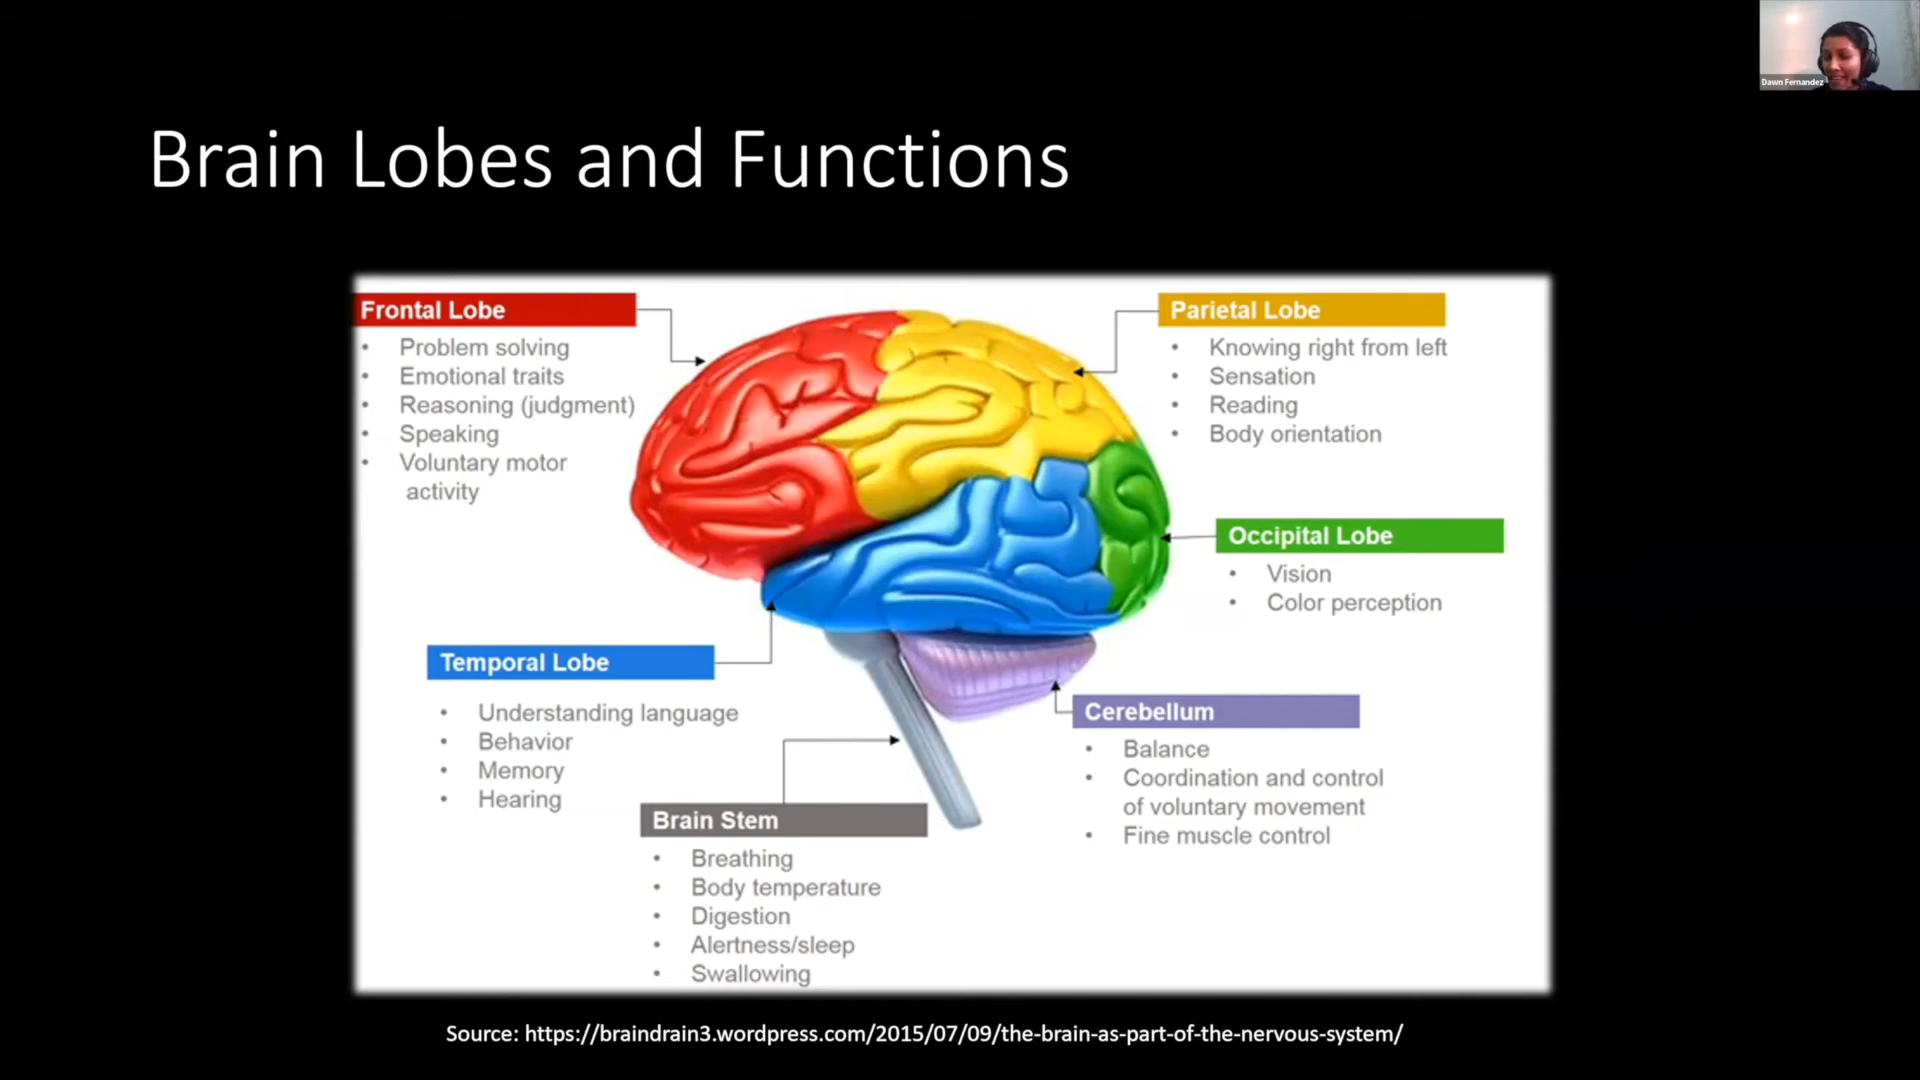 Dawn Fernandez
Brain Lobes and Functions
Frontal Lobe
• Problem solving
• Emotional traits
• Reasoning (judgment)
• Speaking
• Voluntary motor
activity
Parietal Lobe
• Knowing right from left
• Sensation
• Reading
• Body orientation
Occipital Lobe
• Vision
• Color perception
Temporal Lobe
• Understanding language
• Behavior
• Memory
• Hearing
Cerebellum
• Balance
• Coordination and control
of voluntary movement
• Fine muscle control
Brain Stem
• Breathing
• Body temperature
• Digestion
• Alertness/sleep
• Swallowing
Source: https://braindrain3.wordpress.com/2015/07/09/the-brain-as-part-of-the-nervous-system/